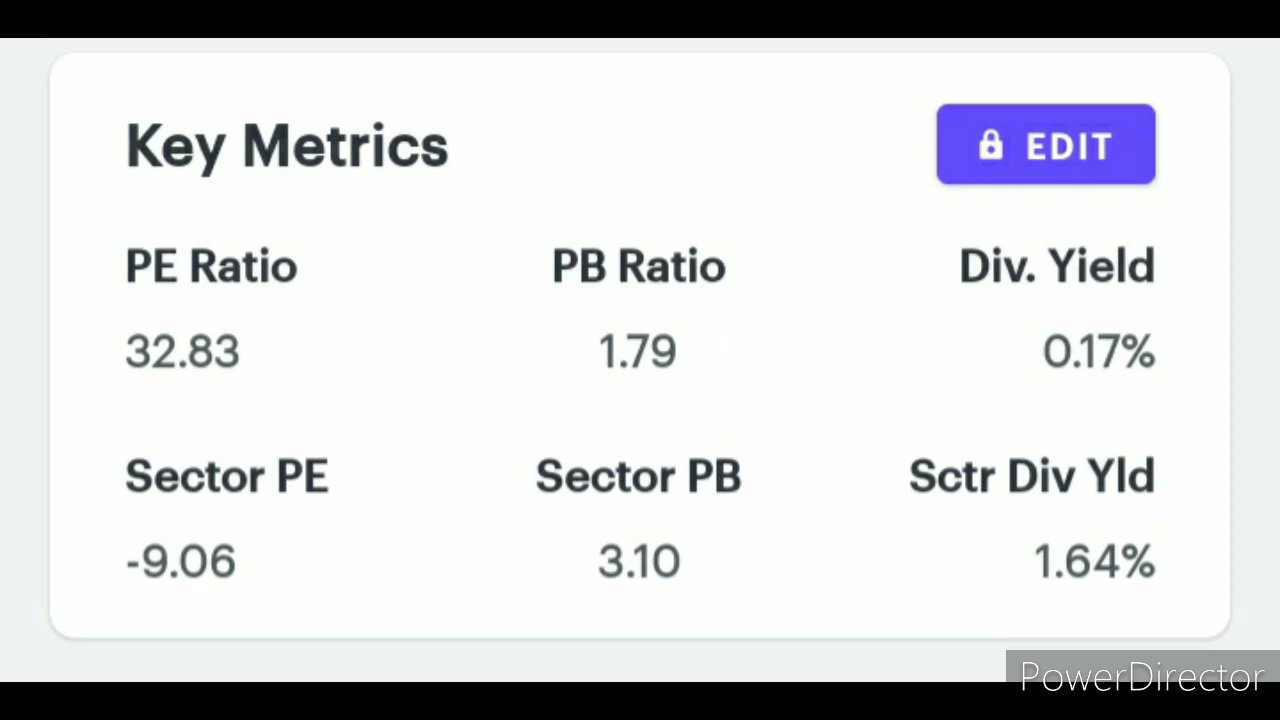 Key Metrics
EDIT
PE Ratio PB Ratio Div. Yield
32.83 1.79 0.17%
Sector PE Sector PB Sctr Div Yld
-9.06 3.10 1.64%
PowerDirector